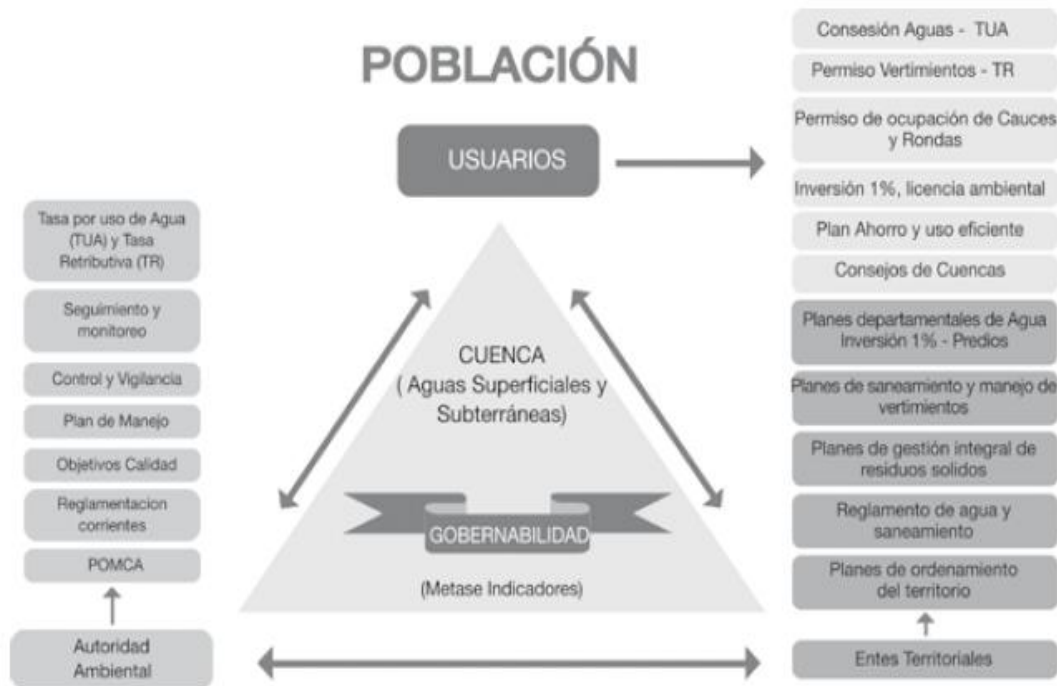 POBLACIÓN
USUARIOS
Consesión Aguas - TUA
Permiso Vertimientos - TR
Permiso de ocupación de Cauces
y Rondas
Inversión 1%, licencia ambiental
Plan Ahorro y uso eficiente
Consejos de Cuencas
Planes departamentales de Agua
Inversión 1% - Predios
Planes de saneamiento y manejo de
vertimientos
Planes de gestión integral de
residuos solidos
Reglamento de agua y
saneamiento
Planes de ordenamiento
del territorio
Entes Territoriales
Tasa por uso de Agua
(TUA) y Tasa
Retributiva (TR)
Seguimiento y
monitoreo
Control y Vigilancia
Plan de Manejo
Objetivos Calidad
Reglamentacion
corrientes
POMCA
Autoridad
Ambiental
CUENCA
( Aguas Superficiales y
Subterráneas)
GOBERNABILIDAD
(Metase Indicadores)